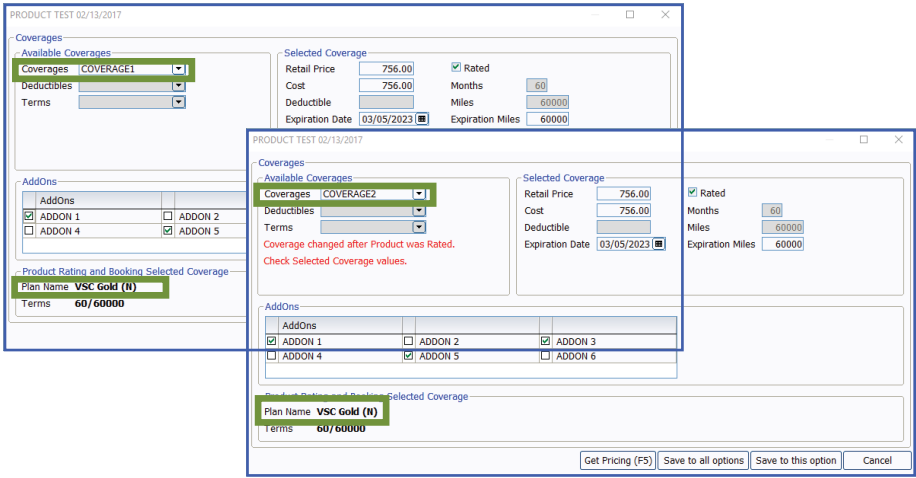 PRODUCT TEST 02/13/2017
Coverages
Available Coverages
Coverages COVERAGE1
Deductibles
Terms
Selected Coverage
Retail Price 756.00 Rated
Cost 756.00 Months 60
Deductible Miles 60000
Expiration Date 03/05/2023 Expiration Miles 60000
AddOns
AddOns
ADDON 1 ADDON 2
ADDON 4 ADDON 5
Product Rating and Booking Selected Coverage
Plan Name VSC Gold (N)
Terms 60/60000
PRODUCT TEST 02/13/2017
Coverages
Available Coverages
Coverages COVERAGE2
Deductibles
Terms
Coverage changed after Product was Rated.
Check Selected Coverage values.
Selected Coverage
Retail Price 756.00 Rated
Cost 756.00 Months 60
Deductible Miles 60000
Expiration Date 03/05/2023 Expiration Miles 60000
AddOns
AddOns
ADDON 1 ADDON 2 ADDON 3
ADDON 4 ADDON 5 ADDON 6
Product Rating and Booking Selected Coverage
Plan Name VSC Gold (N)
Terms 60/60000
Get Pricing (F5) Save to all options Save to this option Cancel